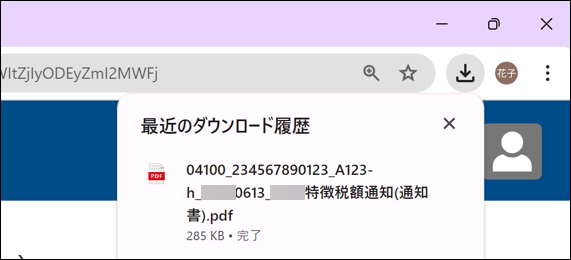 WItZjIyODEyZmI2MWFj
花子
最近のダウンロード履歴
PDF
04100_234567890123_A123-
h_ 0613_ 特徴税額通知(通知
書).pdf
285 KB • 完了